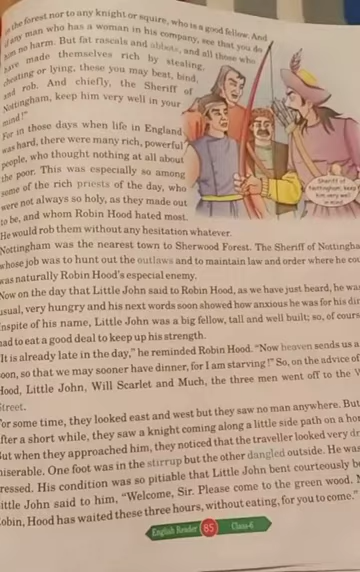 the forest nor to any knight or squire, who is a good fellow. And
if any man who has a woman in his company, see that you do
him no harm. But fat rascals and abbots, and all those who
have made themselves rich by stealing,
cheating or lying, these you may beat, bind,
and rob. And chiefly, the Sheriff of
Nottingham, keep him very well in your
mind!"
For in those days when life in England
was hard, there were many rich, powerful
people, who thought nothing at all about
the poor. This was especially so among
some of the rich priests of the day, who
were not always so holy, as they made out
to be, and whom Robin Hood hated most.
He would rob them without any hesitation whatever.
Sheriff of
Nottingham, keep
him very well
in mind
Nottingham was the nearest town to Sherwood Forest. The Sheriff of
whose job was to hunt out the outlaws and to maintain law and order where he
was naturally Robin Hood's especial enemy.
Now on the day that Little John said to Robin Hood, as we have just heard, he
usual, very hungry and his next words soon showed how anxious he was for his
Inspite of his name, Little John was a big fellow, tall and well built; so, of
had to eat a good deal to keep up his strength.
"It is already late in the day," he reminded Robin Hood. "Now heaven sends us a
soon, so that we may sooner have dinner, for I am starving!" So, on the advice of
Hood, Little John, Will Scarlet and Much, the three men went off to the
Street.
For some time, they looked east and west but they saw no man anywhere. But
after a short while, they saw a knight coming along a little side path on a
But when they approached him, they noticed that the traveller looked very
miserable. One foot was in the stirrup but the other dangled outside. He was
dressed. His condition was so pitiable that Little John bent courteously
Little John said to him, "Welcome, Sir. Please come to the green wood.
Robin, Hood has waited these three hours, without eating, for you to come."
English Reader 85 Class-6